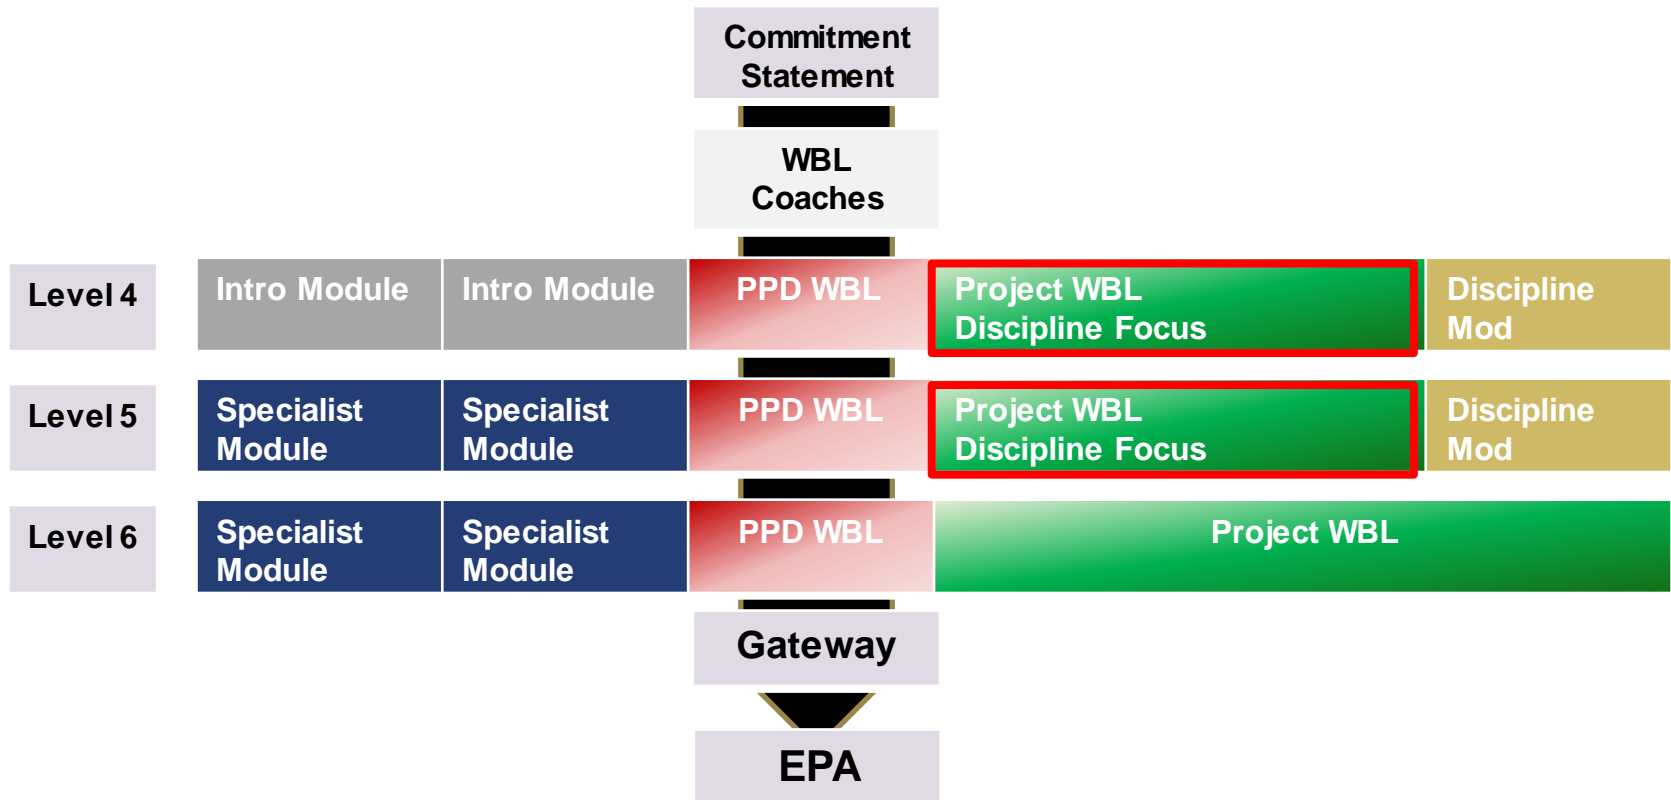 Commitment
Statement
WBL
Coaches
Level 4
Intro Module
Intro Module
PPD WBL
Project WBL
Discipline Focus
Discipline
Mod
Level 5
Specialist
Module
Specialist
Module
PPD WBL
Project WBL
Discipline Focus
Discipline
Mod
Level 6
Specialist
Module
Specialist
Module
PPD WBL
Project WBL
Gateway
EPA